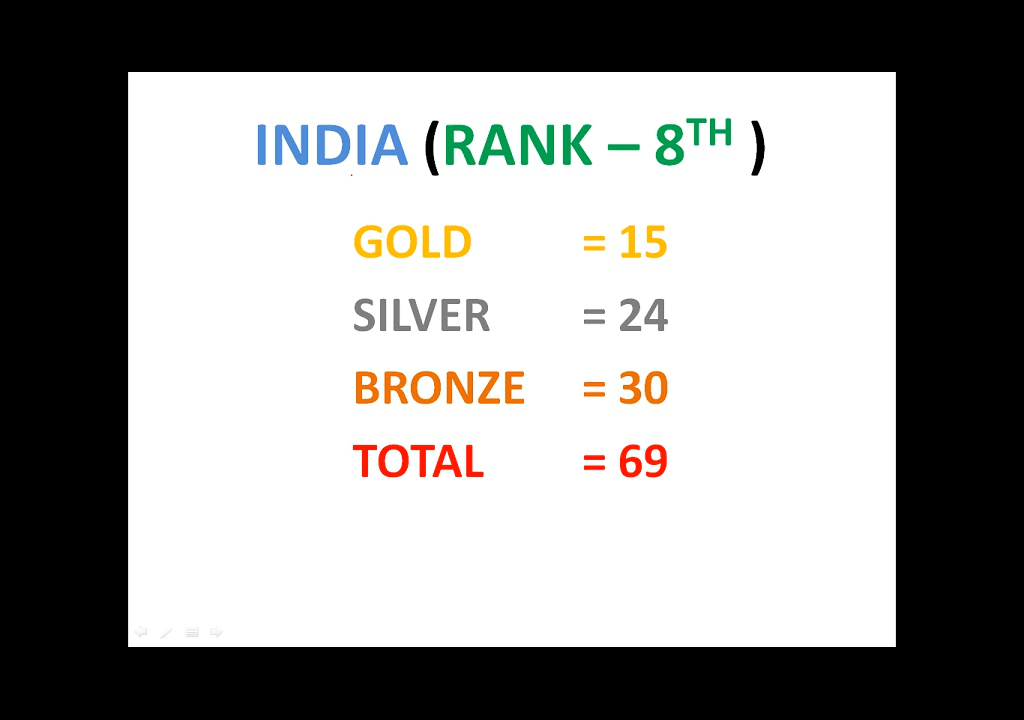 INDIA (RANK – 8TH )
GOLD = 15
SILVER = 24
BRONZE = 30
TOTAL = 69